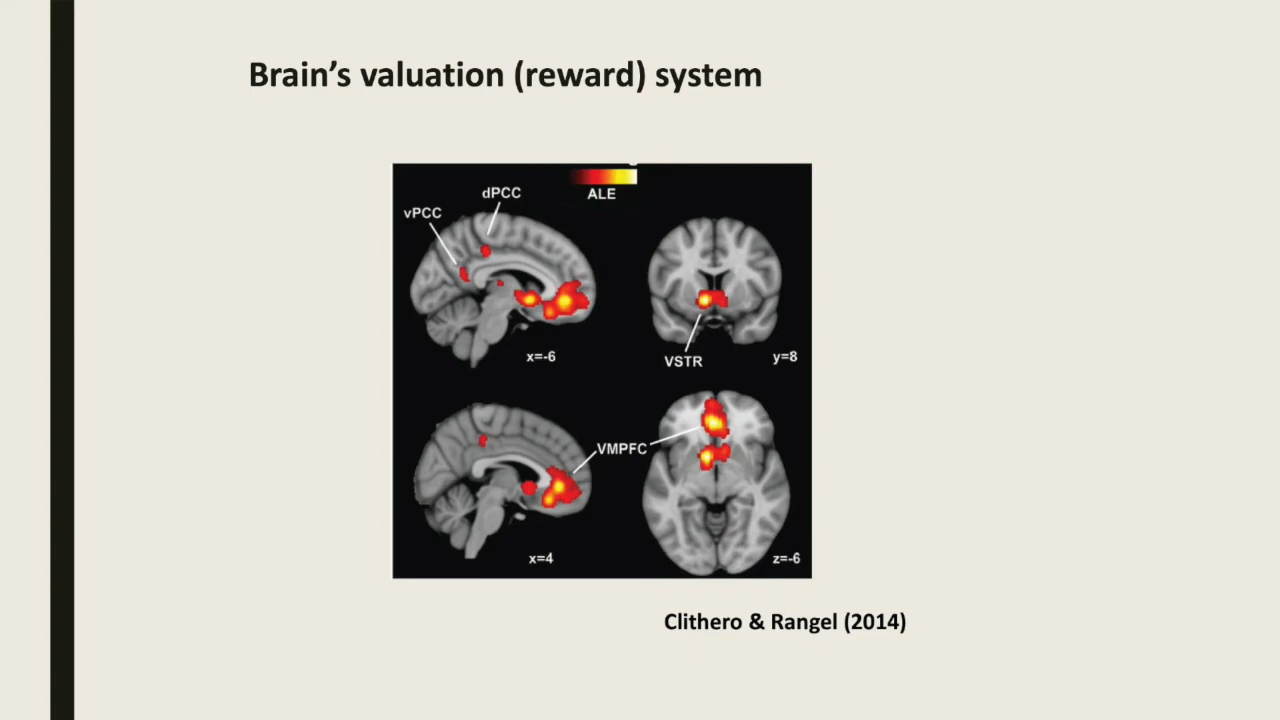 Brain’s valuation (reward) system
ALE
dPCC
vPCC
x=-6
VSTR
y=8
VMPFC
x=4
z=-6
Clithero & Rangel (2014)